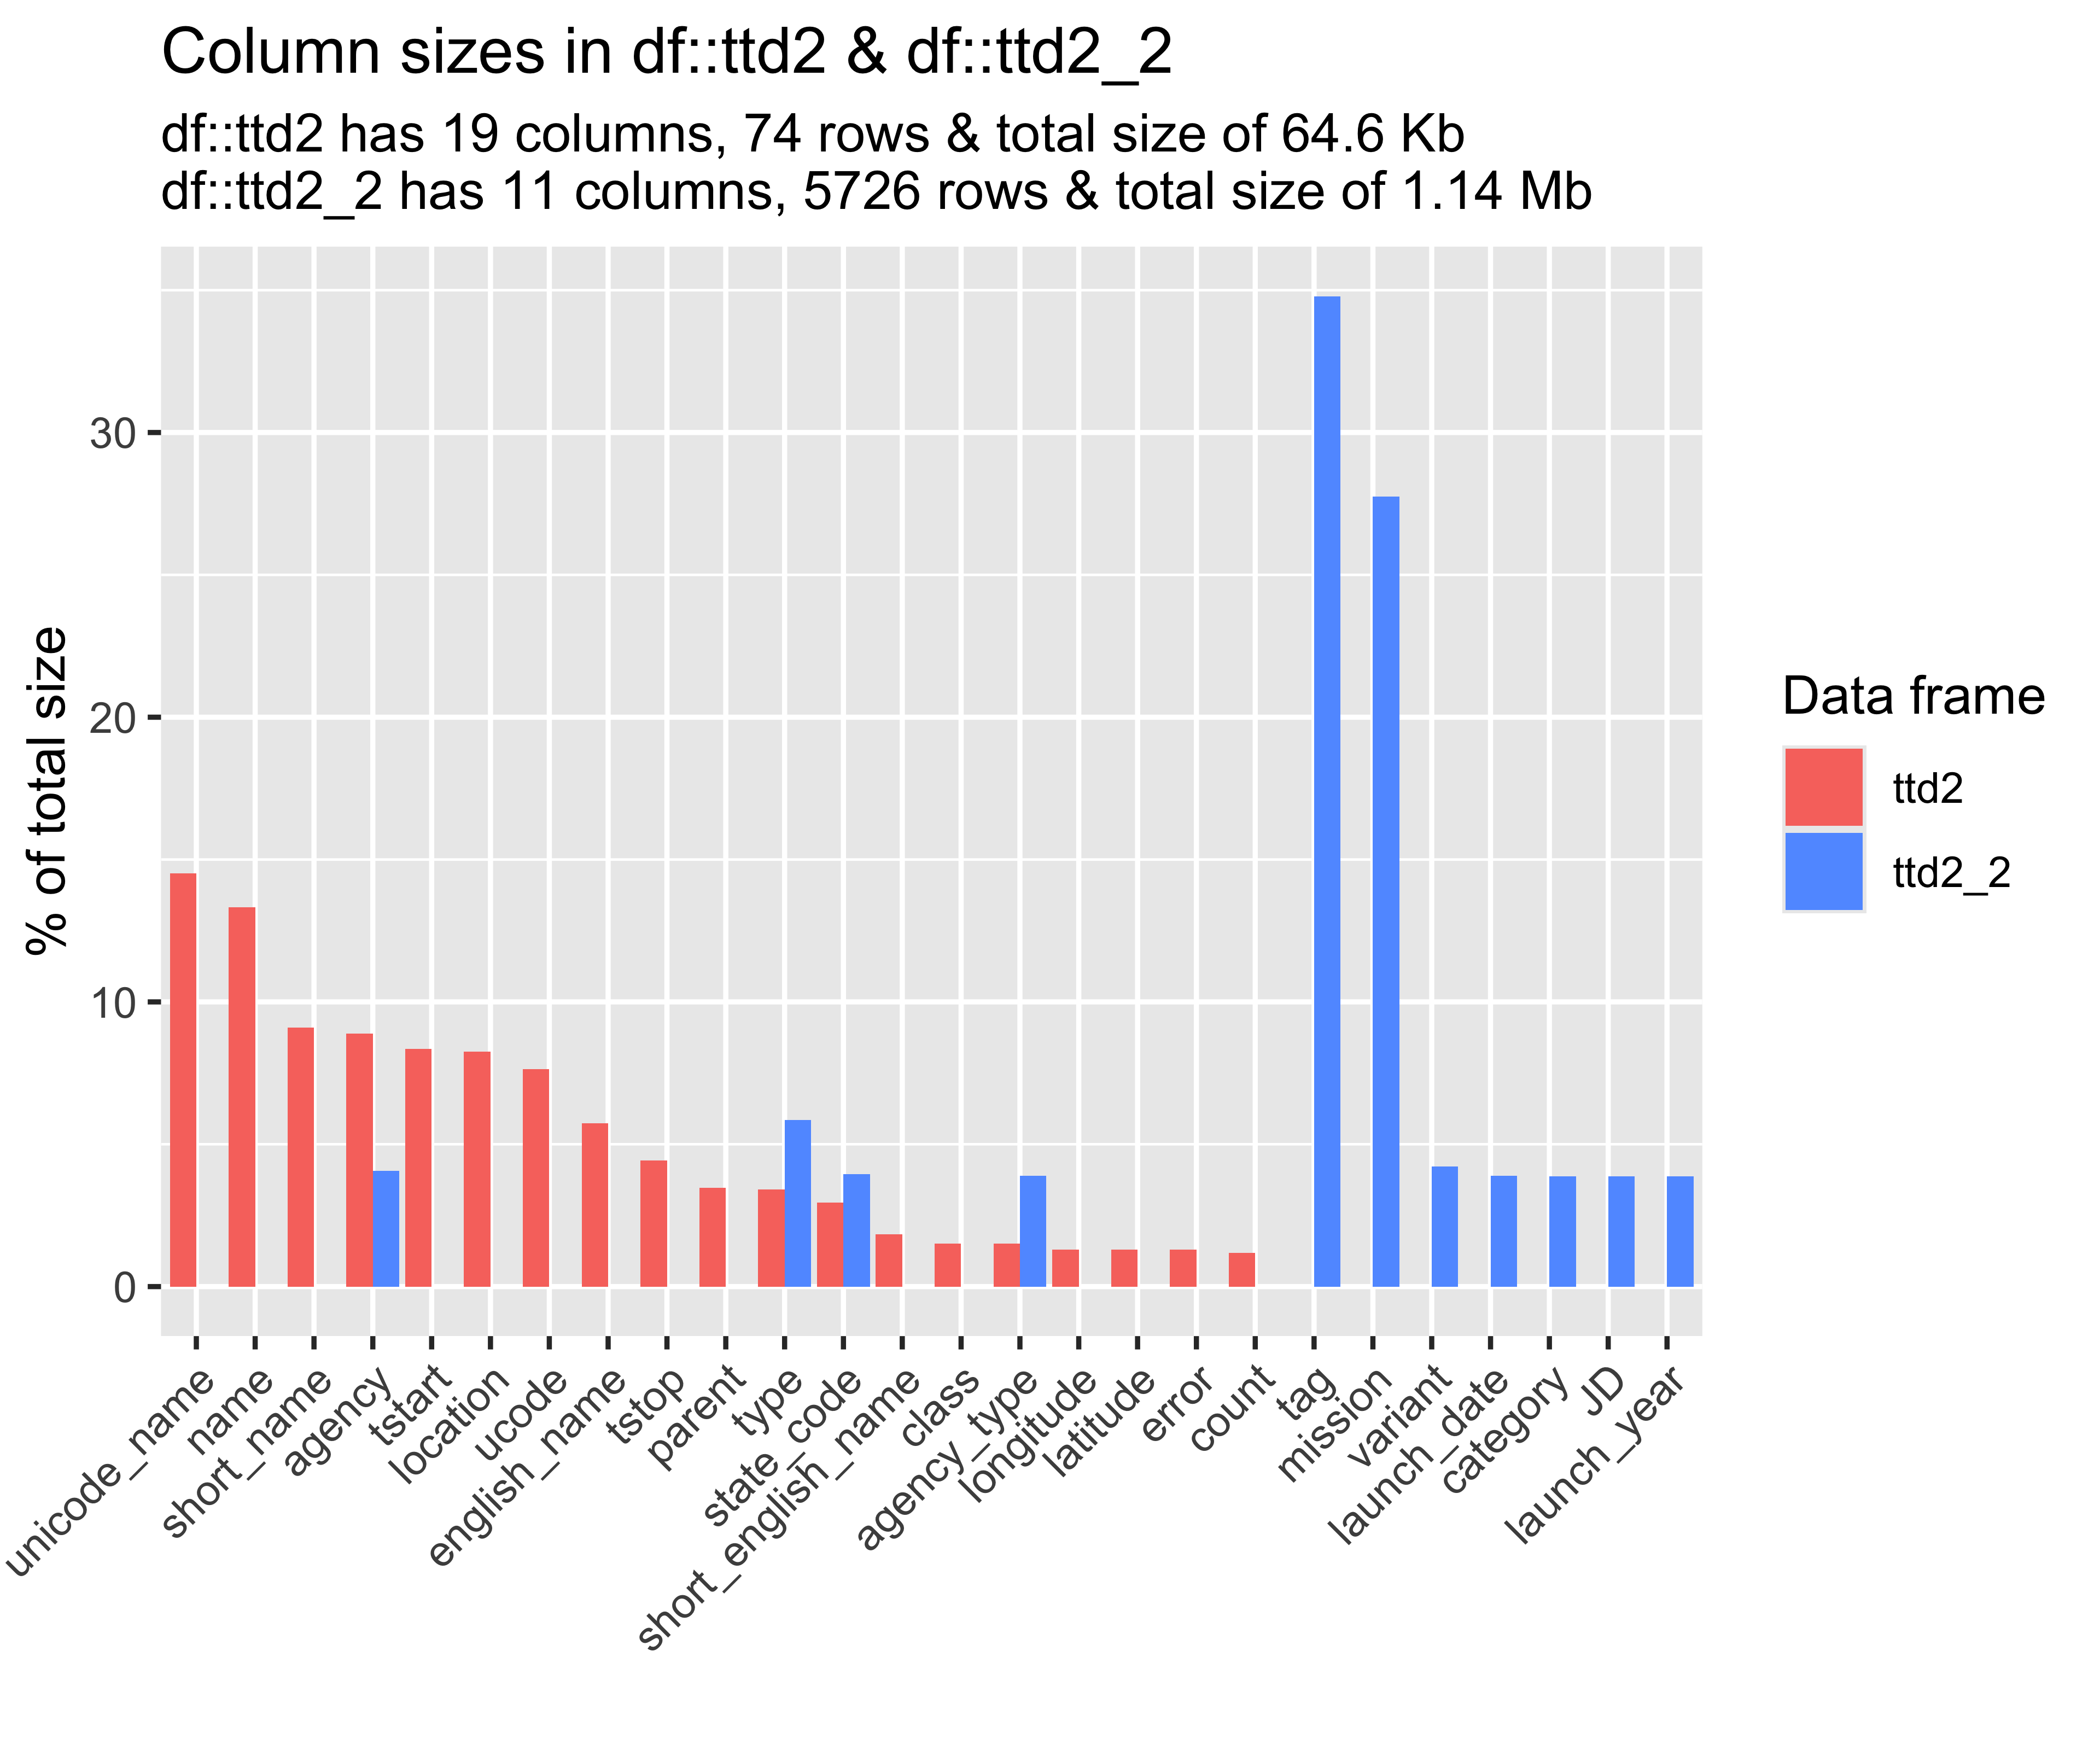 Column sizes in df::ttd2 & df::ttd2_2
df::ttd2 has 19 columns, 74 rows & total size of 64.6 Kb
df::ttd2_2 has 11 columns, 5726 rows & total size of 1.14 Mb
% of total size
30
20
10
0
unicode_name
name
short_name
agency
tstart
location
ucode
english_name
tstop
parent
type
state_code
short_english_name
class
agency_type
longitude
latitude
error
count
tag
mission
variant
launch_date
category
JD
launch_year
Data frame
ttd2
ttd2_2